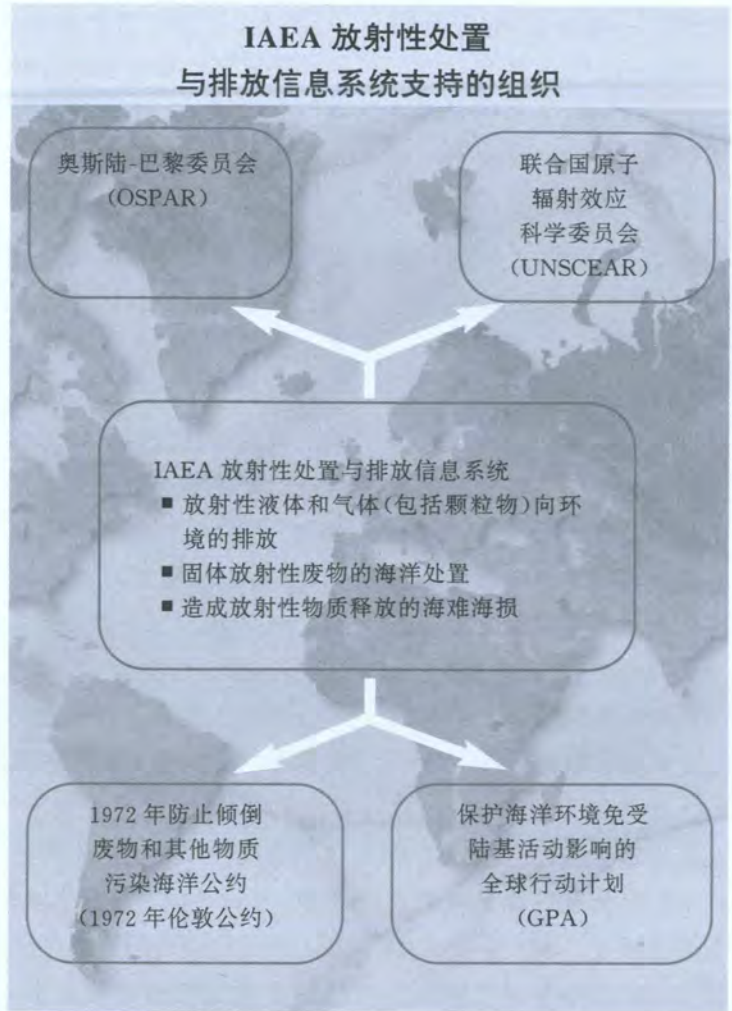 IAEA 放射性处置
与排放信息系统支持的组织
奥斯陆-巴黎委员会
(OSPAR)
联合国原子
辐射效应
科学委员会
(UNSCEAR)
IAEA 放射性处置与排放信息系统
■ 放射性液体和气体(包括颗粒物)向环
境的排放
■ 固体放射性废物的海洋处置
■ 造成放射性物质释放的海难海损
1972 年防止倾倒
废物和其他物质
污染海洋公约
(1972 年伦敦公约)
保护海洋环境免受
陆基活动影响的
全球行动计划
(GPA)